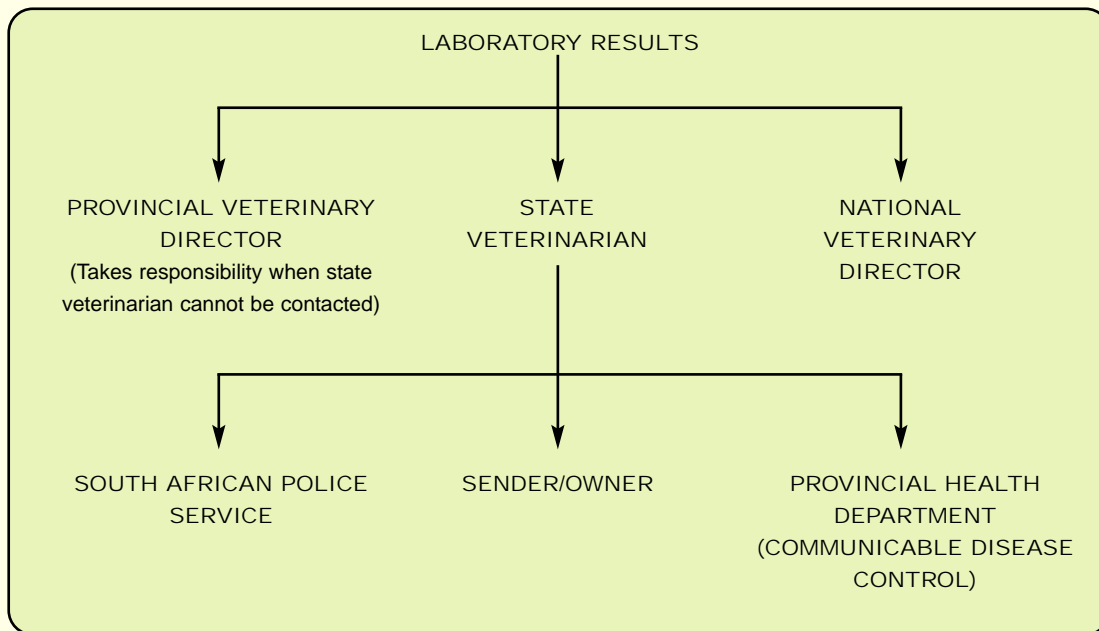 LABORATORY RESULTS
PROVINCIAL VETERINARY
DIRECTOR
(Takes responsibility when state
veterinarian cannot be contacted)
STATE
VETERINARIAN
NATIONAL
VETERINARY
DIRECTOR
SOUTH AFRICAN POLICE
SERVICE
SENDER/OWNER
PROVINCIAL HEALTH
DEPARTMENT
(COMMUNICABLE DISEASE
CONTROL)